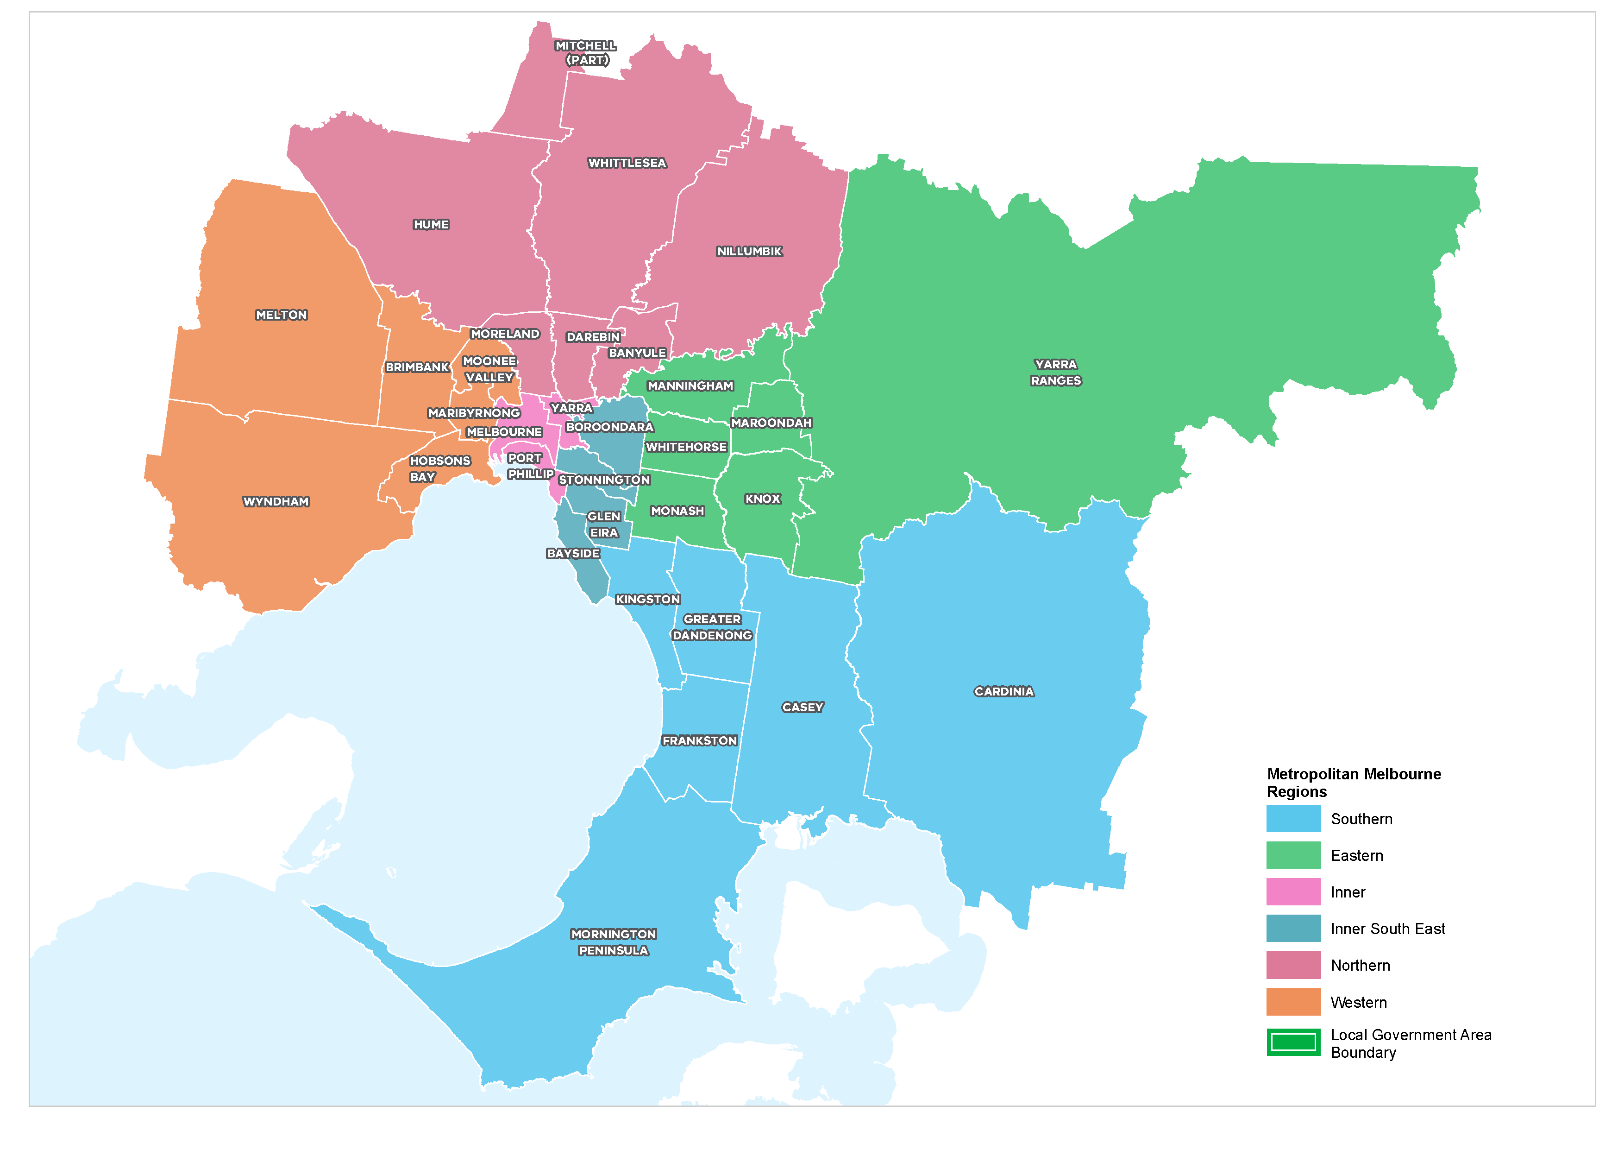 MITCHELL
(PART)
WHITTLESEA
HUME
NILLUMBIK
MELTON
MORELAND
DAREBIN
BANYULE
MOONEE
VALLEY
BRIMBANK
YARRA
RANGES
MANNINGHAM
MARIBYRNONG
YARRA
BOROONDARA
MAROONDAH
MELBOURNE
WHITEHORSE
HOBSONS
BAY
PORT
PHILLIP
STONNINGTON
WYNDHAM
KNOX
MONASH
GLEN
EIRA
BAYSIDE
KINGSTON
GREATER
DANDENONG
CARDINIA
CASEY
FRANKSTON
MORNINGTON
PENINSULA
Metropolitan Melbourne
Regions
Southern
Eastern
Inner
Inner South East
Northern
Western
Local Government Area
Boundary